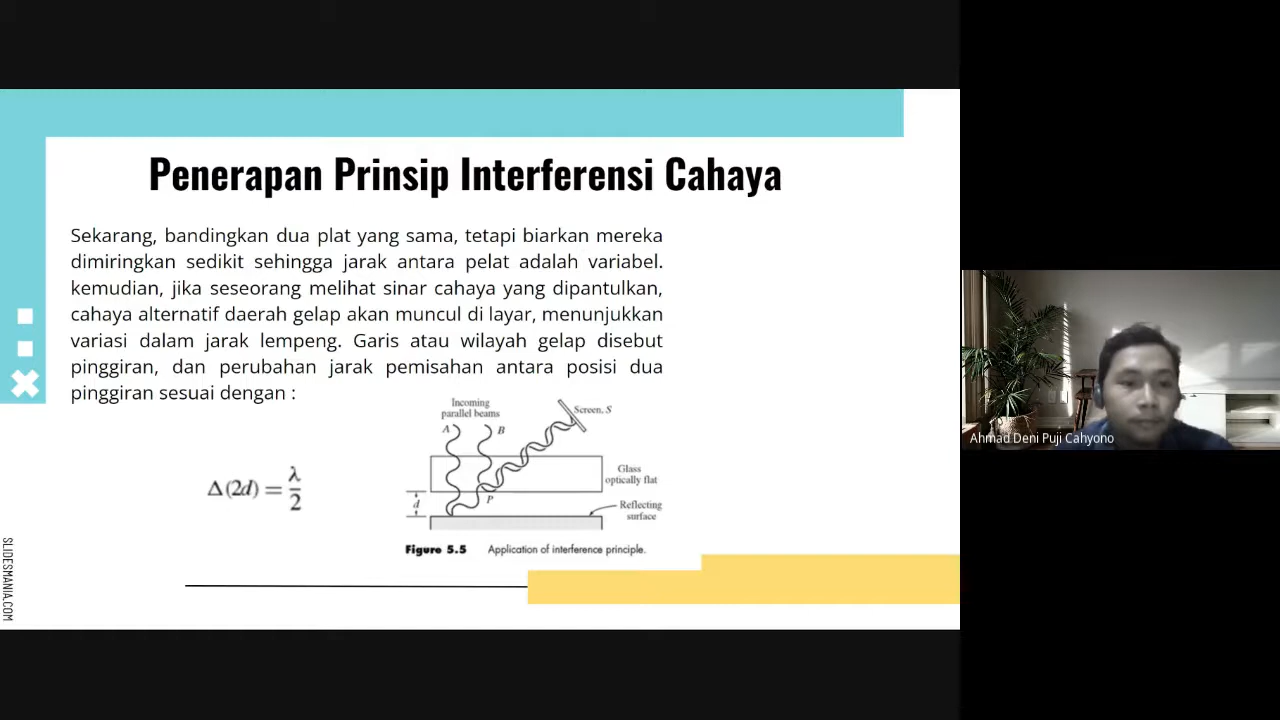 Penerapan Prinsip Interferensi Cahaya
Sekarang, bandingkan dua plat yang sama, tetapi biarkan mereka
dimiringkan sedikit sehingga jarak antara pelat adalah variabel.
kemudian, jika seseorang melihat sinar cahaya yang dipantulkan,
cahaya alternatif daerah gelap akan muncul di layar, menunjukkan
variasi dalam jarak lempeng. Garis atau wilayah gelap disebut
pinggiran, dan perubahan jarak pemisahan antara posisi dua
pinggiran sesuai dengan :
Δ(2d) = λ/2
Incoming
parallel beams
A
B
Screen, S
Glass
optically flat
P
d
Reflecting
surface
Figure 5.5 Application of interference principle.
SLIDESMANIA.COM
Ahmad Deni Puji Cahyono